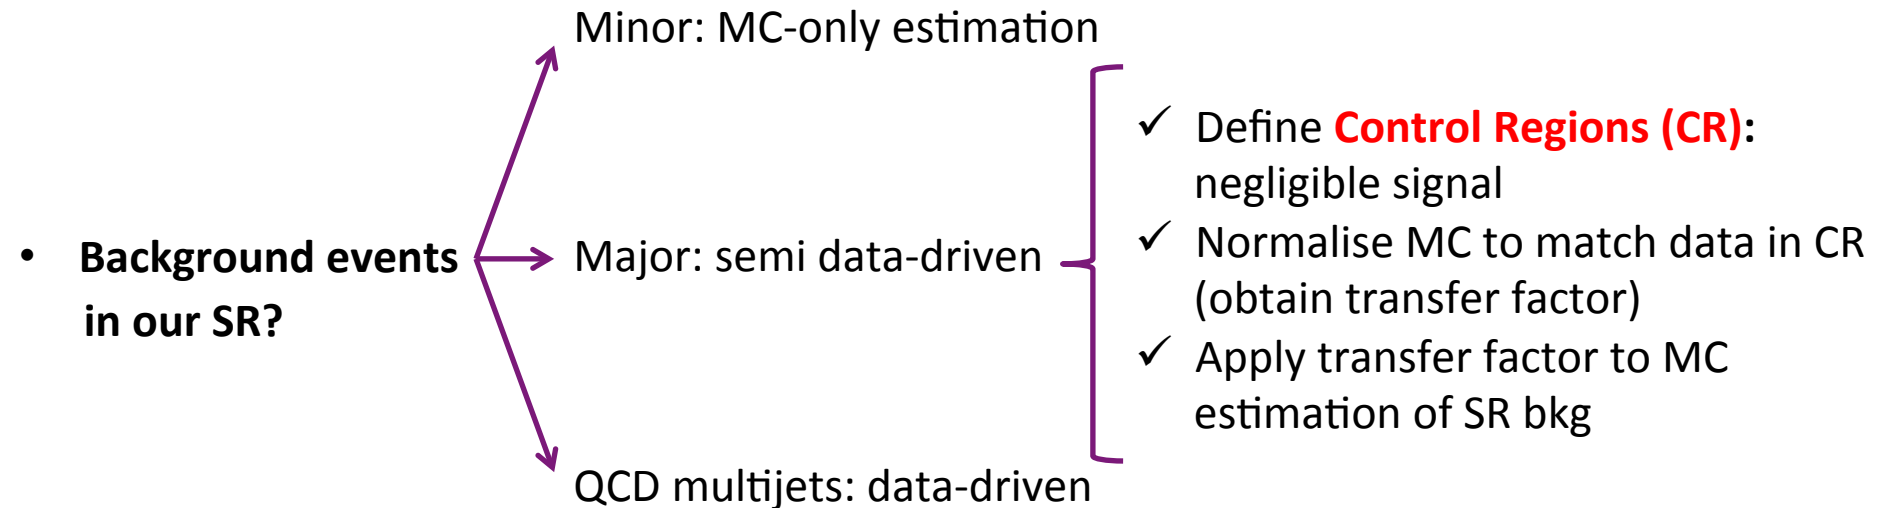 Minor: MC-only estimation
• Background events
in our SR?
Major: semi data-driven
QCD multijets: data-driven
✓ Define Control Regions (CR):
negligible signal
✓ Normalise MC to match data in CR
(obtain transfer factor)
✓ Apply transfer factor to MC
estimation of SR bkg